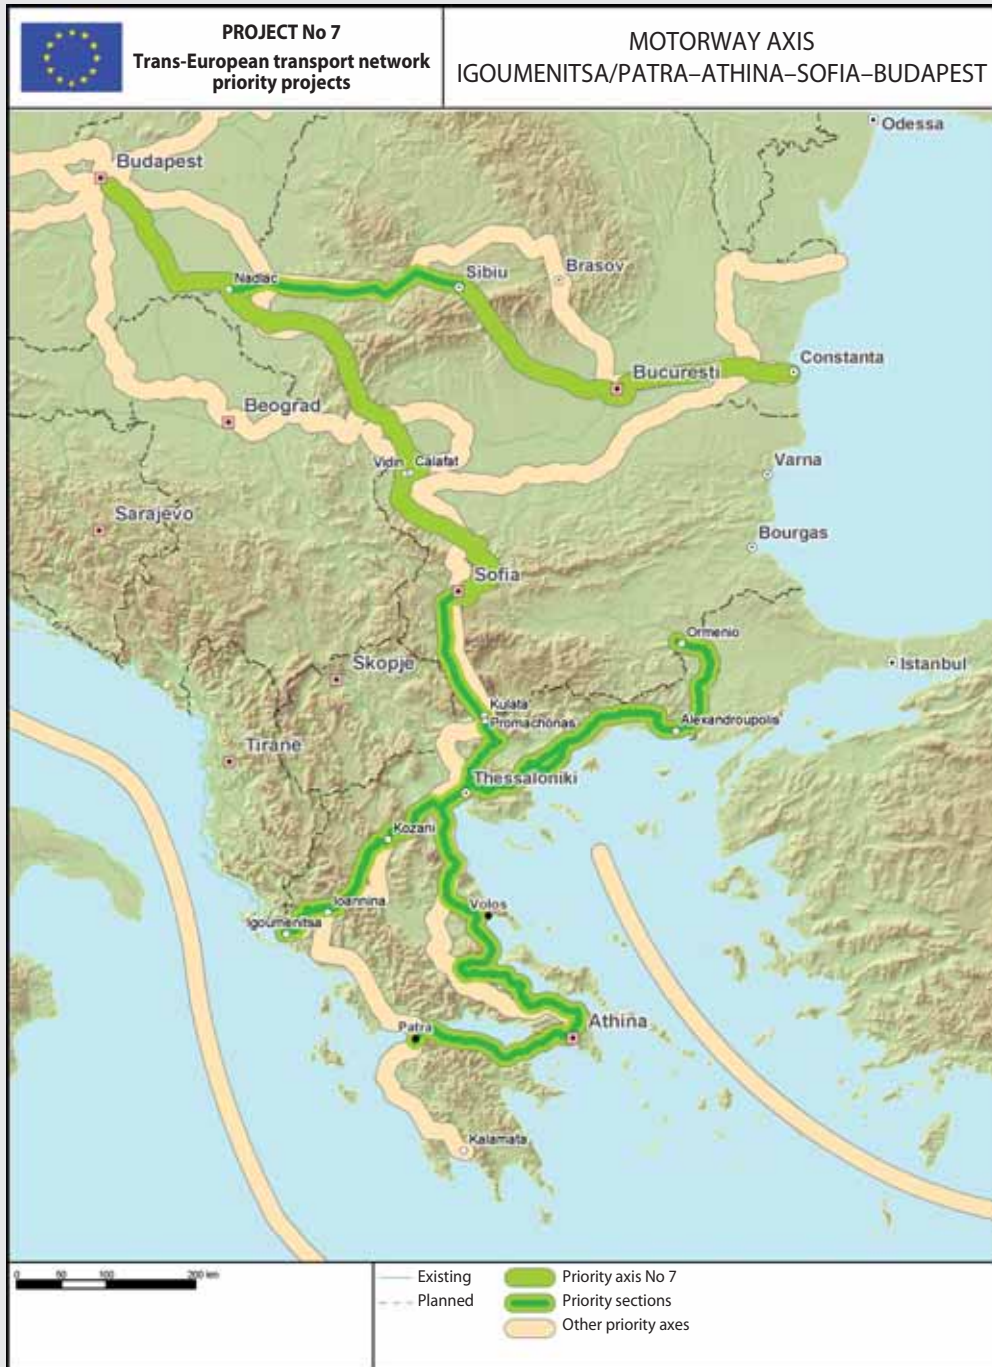 PROJECT No 7
Trans-European transport network
priority projects
MOTORWAY AXIS
IGOUMENITSA/PATRA–ATHINA–SOFIA–BUDAPEST
Odessa
Budapest
Nadlac
Sibiu
Brasov
Constanta
Bucuresti
Beograd
Vidin
Calafat
Varna
Sarajevo
Bourgas
Sofia
Ormenio
Skopje
Istanbul
Kulata
Promachonas
Alexandroupolis
Tirane
Thessaloniki
Kozani
Ioannina
Volos
Igoumenitsa
Athina
Patra
Kalamata
0 50 100 200 km
Existing
Planned
Priority axis No 7
Priority sections
Other priority axes